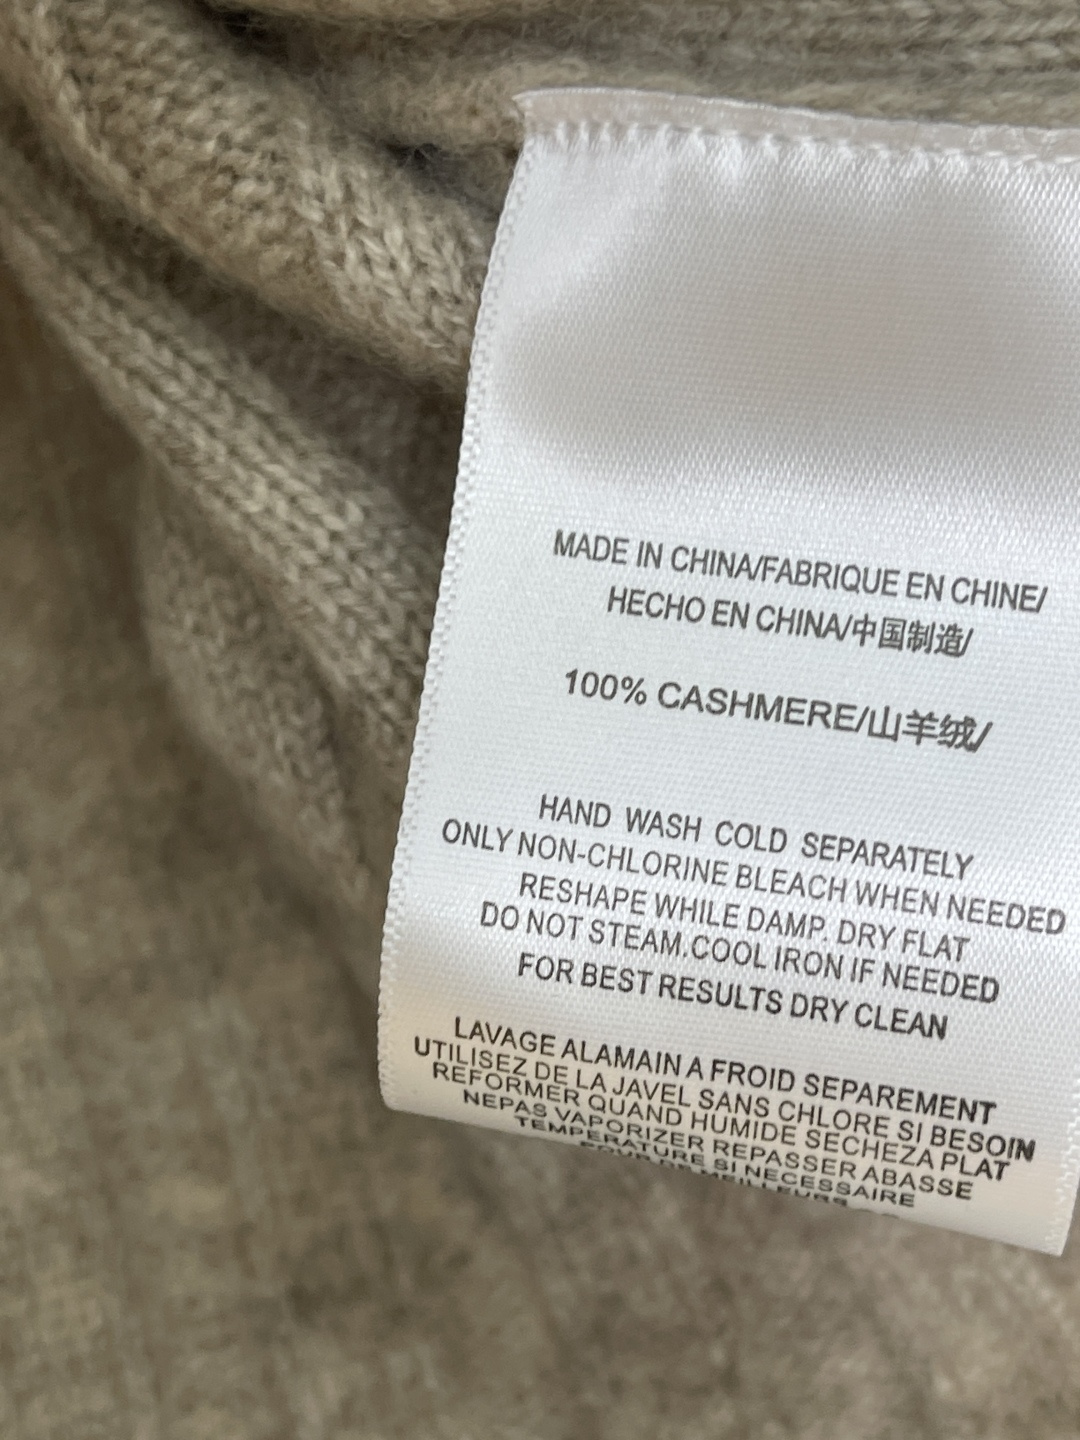 MADE IN CHINA/FABRIQUE EN CHINE/
HECHO EN CHINA/中国制造/
100% CASHMERE/山羊绒/
HAND WASH COLD SEPARATELY
ONLY NON-CHLORINE BLEACH WHEN NEEDED
RESHAPE WHILE DAMP. DRY FLAT
DO NOT STEAM.COOL IRON IF NEEDED
FOR BEST RESULTS DRY CLEAN
LAVAGE ALAMAIN A FROID SEPAREMENT
UTILISEZ DE LA JAVEL SANS CHLORE SI BESOIN
REFORMER QUAND HUMIDE SECHEZA PLAT
NEPAS VAPORIZER REPASSER ABASSE
TEMPERATURE SI NECESSAIRE
POUR DE MEILLEURS